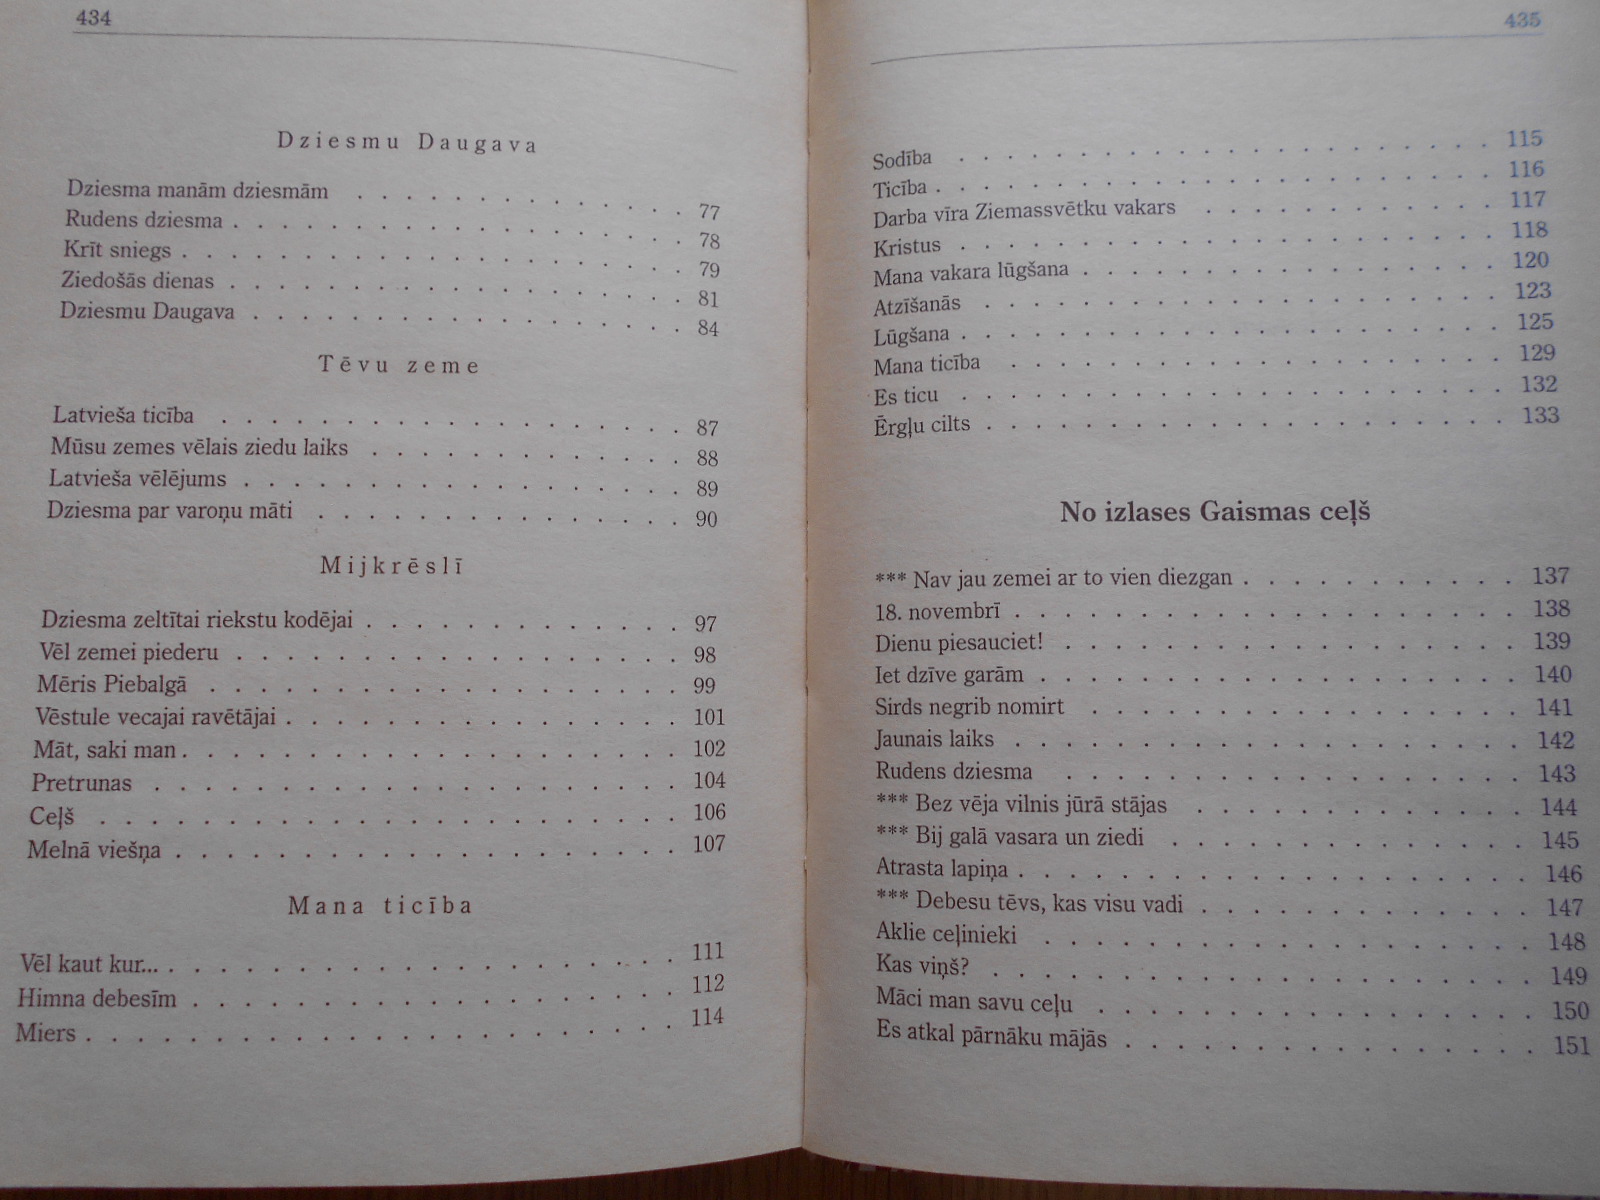 434
Dziesmu Daugava
Dziesma manām dziesmām . . . . . . . . . . . . . 77
Rudens dziesma . . . . . . . . . . . . . . . . . . 78
Krīt sniegs . . . . . . . . . . . . . . . . . . . . 79
Ziedošās dienas . . . . . . . . . . . . . . . . . . 81
Dziesmu Daugava . . . . . . . . . . . . . . . . . 84
Tēvu zeme
Latvieša ticība . . . . . . . . . . . . . . . . . . 87
Mūsu zemes vēlais ziedu laiks . . . . . . . . . . . . 88
Latvieša vēlējums . . . . . . . . . . . . . . . . . 89
Dziesma par varoņu māti . . . . . . . . . . . . . . 90
Mijkrēslī
Dziesma zeltītai riekstu kodējai . . . . . . . . . . . . 97
Vēl zemei piederu . . . . . . . . . . . . . . . . . 98
Mēris Piebalgā . . . . . . . . . . . . . . . . . . 99
Vēstule vecajai ravētājai . . . . . . . . . . . . . . . 101
Māt, saki man . . . . . . . . . . . . . . . . . . . 102
Pretrunas . . . . . . . . . . . . . . . . . . . . 104
Ceļš . . . . . . . . . . . . . . . . . . . . . . 106
Melnā viešņa . . . . . . . . . . . . . . . . . . . 107
Mana ticība
Vēl kaut kur... . . . . . . . . . . . . . . . . . . . 111
Himna debesīm . . . . . . . . . . . . . . . . . . 112
Miers . . . . . . . . . . . . . . . . . . . . . . 114
435
Sodība . . . . . . . . . . . . . . . . . . . . . 115
Ticība . . . . . . . . . . . . . . . . . . . . . . 116
Darba vīra Ziemassvētku vakars . . . . . . . . . . . 117
Kristus . . . . . . . . . . . . . . . . . . . . . 118
Mana vakara lūgšana . . . . . . . . . . . . . . . . 120
Atzīšanās . . . . . . . . . . . . . . . . . . . . 123
Lūgšana . . . . . . . . . . . . . . . . . . . . . 125
Mana ticība . . . . . . . . . . . . . . . . . . . 129
Es ticu . . . . . . . . . . . . . . . . . . . . . 132
Ērgļu cilts . . . . . . . . . . . . . . . . . . . . 133
No izlases Gaismas ceļš
*** Nav jau zemei ar to vien diezgan . . . . . . . . . . 137
18. novembrī . . . . . . . . . . . . . . . . . . . 138
Dienu piesauciet! . . . . . . . . . . . . . . . . . 139
Iet dzīve garām . . . . . . . . . . . . . . . . . . 140
Sirds negrib nomirt . . . . . . . . . . . . . . . . 141
Jaunais laiks . . . . . . . . . . . . . . . . . . . 142
Rudens dziesma . . . . . . . . . . . . . . . . . 143
*** Bez vēja vilnis jūrā stājas . . . . . . . . . . . . 144
*** Bij galā vasara un ziedi . . . . . . . . . . . . . 145
Atrasta lapiņa . . . . . . . . . . . . . . . . . . . 146
*** Debesu tēvs, kas visu vadi . . . . . . . . . . . . 147
Aklie ceļinieki . . . . . . . . . . . . . . . . . . 148
Kas viņš? . . . . . . . . . . . . . . . . . . . . 149
Māci man savu ceļu . . . . . . . . . . . . . . . . 150
Es atkal pārnāku mājās . . . . . . . . . . . . . . . 151